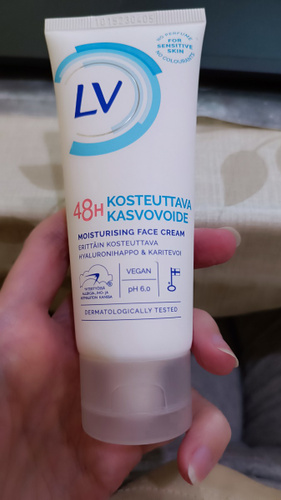 NO PERFUME
FOR
SENSITIVE
SKIN
NO COLOURANTS
LV
48H KOSTEUTTAVA
KASVOVOIDE
MOISTURISING FACE CREAM
ERITTÄIN KOSTEUTTAVA
HYALURONIHAPPO & KARITEVOI
VEGAN
pH 6.0
DERMATOLOGICALLY TESTED